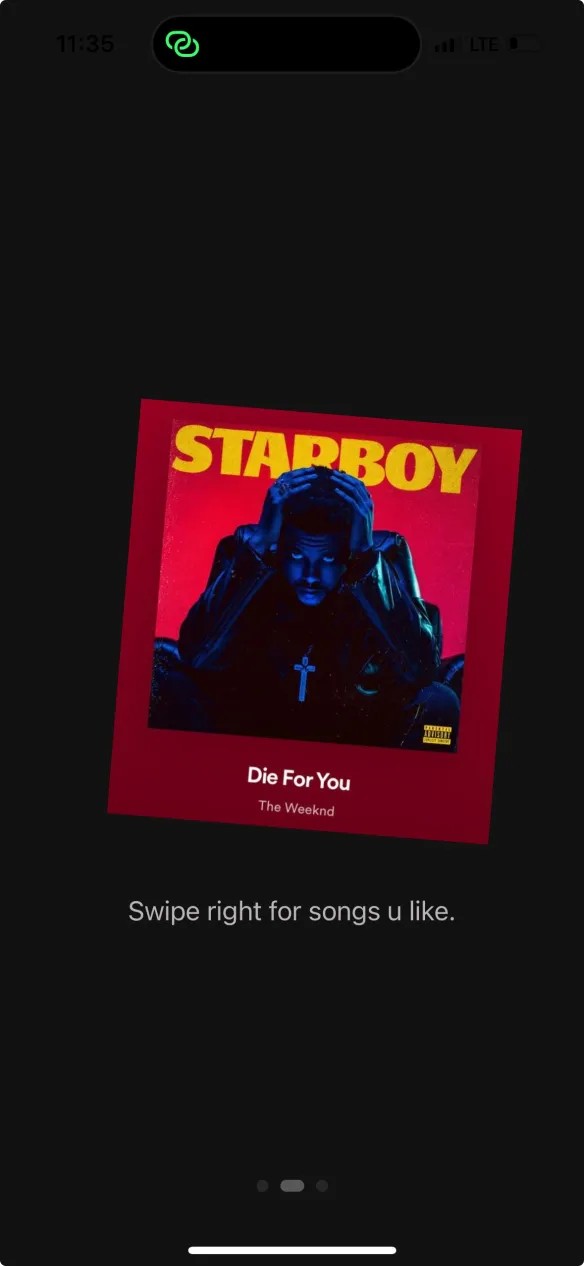 11:35
LTE
STARBOY
PARENTAL
ADVISORY
EXPLICIT CONTENT
Die For You
The Weeknd
Swipe right for songs u like.